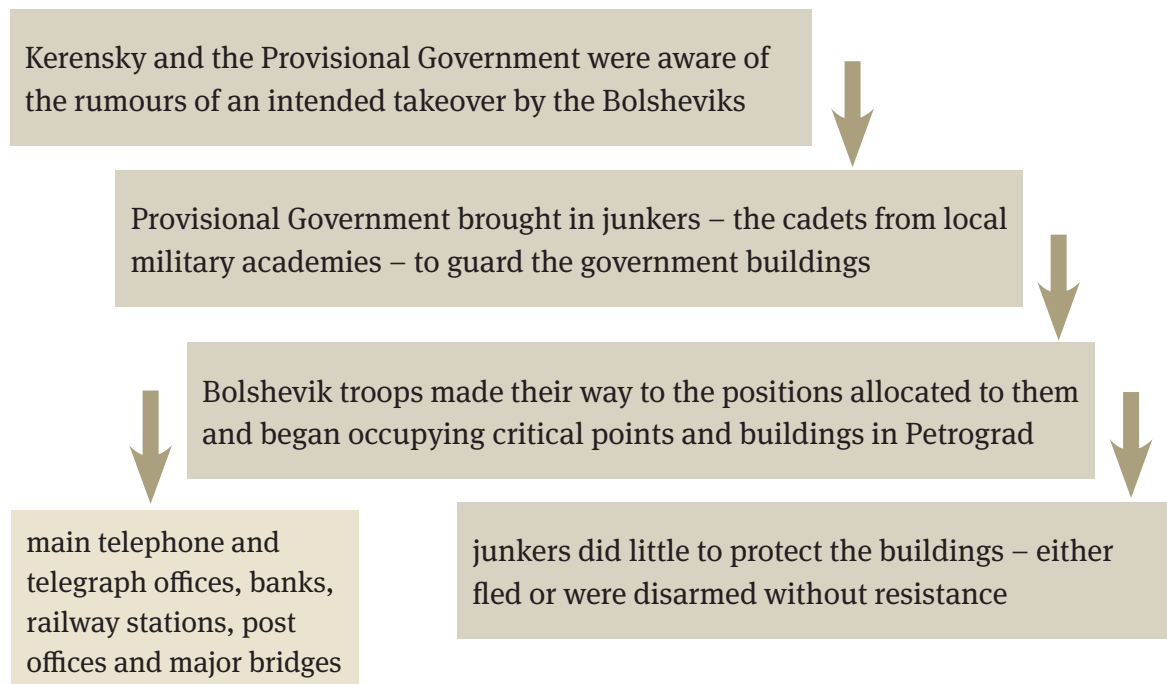 Kerensky and the Provisional Government were aware of
the rumours of an intended takeover by the Bolsheviks
Provisional Government brought in junkers – the cadets from local
military academies – to guard the government buildings
Bolshevik troops made their way to the positions allocated to them
and began occupying critical points and buildings in Petrograd
main telephone and
telegraph offices, banks,
railway stations, post
offices and major bridges
junkers did little to protect the buildings – either
fled or were disarmed without resistance